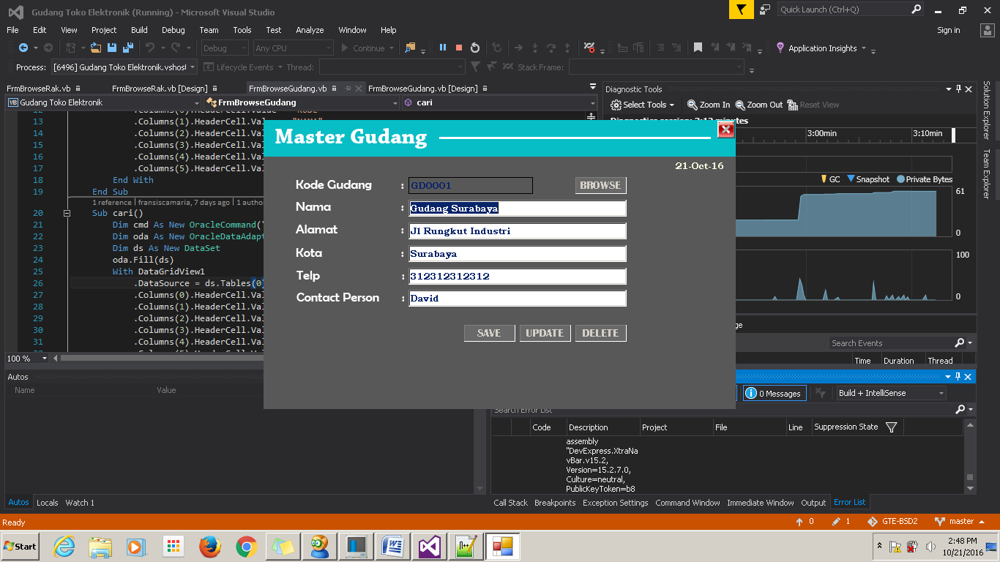 Gudang Toko Elektronik (Running) - Microsoft Visual Studio
Quick Launch (Ctrl+Q)
File Edit View Project Build Debug Team Tools Test Analyze Window Help
Sign in
Debug Any CPU Continue Application Insights
Process: [6496] Gudang Toko Elektronik.vshost Lifecycle Events Thread: Stack Frame:
FrmBrowseRak.vb FrmBrowseRak.vb [Design] FrmBrowseGudang.vb FrmBrowseGudang.vb [Design]
Gudang Toko Elektronik FrmBrowseGudang cari
13 .Columns(1).HeaderCell.Val
14 .Columns(2).HeaderCell.Val
15 .Columns(3).HeaderCell.Val
16 .Columns(4).HeaderCell.Val
17 .Columns(5).HeaderCell.Val
18 End With
19 End Sub
1 reference | fransiscamaria, 7 days ago | 1 autho
20 Sub cari()
21 Dim cmd As New OracleCommand("
22 Dim oda As New OracleDataAdapt
23 Dim ds As New DataSet
24 oda.Fill(ds)
25 With DataGridView1
26 .DataSource = ds.Tables(0)
27 .Columns(0).HeaderCell.Val
28 .Columns(1).HeaderCell.Val
29 .Columns(2).HeaderCell.Val
30 .Columns(3).HeaderCell.Val
31 .Columns(4).HeaderCell.Val
100 %
Master Gudang
21-Oct-16
Kode Gudang : GD0001 BROWSE
Nama : Gudang Surabaya
Alamat : Jl Rungkut Industri
Kota : Surabaya
Telp : 312312312312
Contact Person : David
SAVE UPDATE DELETE
Diagnostic Tools
Select Tools Zoom In Zoom Out Reset View
3:00min 3:10min
GC Snapshot Private Bytes
61
0
100
0
Search Events
Time Duration Thread
Autos
Name Value
0 Messages Build + IntelliSense
Search Error List
Code Description Project File Line Suppression State
assembly
"DevExpress.XtraNa
vBar.v15.2,
Version=15.2.7.0,
Culture=neutral,
PublicKeyToken=b8
Autos Locals Watch 1
Call Stack Breakpoints Exception Settings Command Window Immediate Window Output Error List
Solution Explorer
Team Explorer
Ready
0 1 GTE-BSD2 master
Start
2:48 PM
10/21/2016